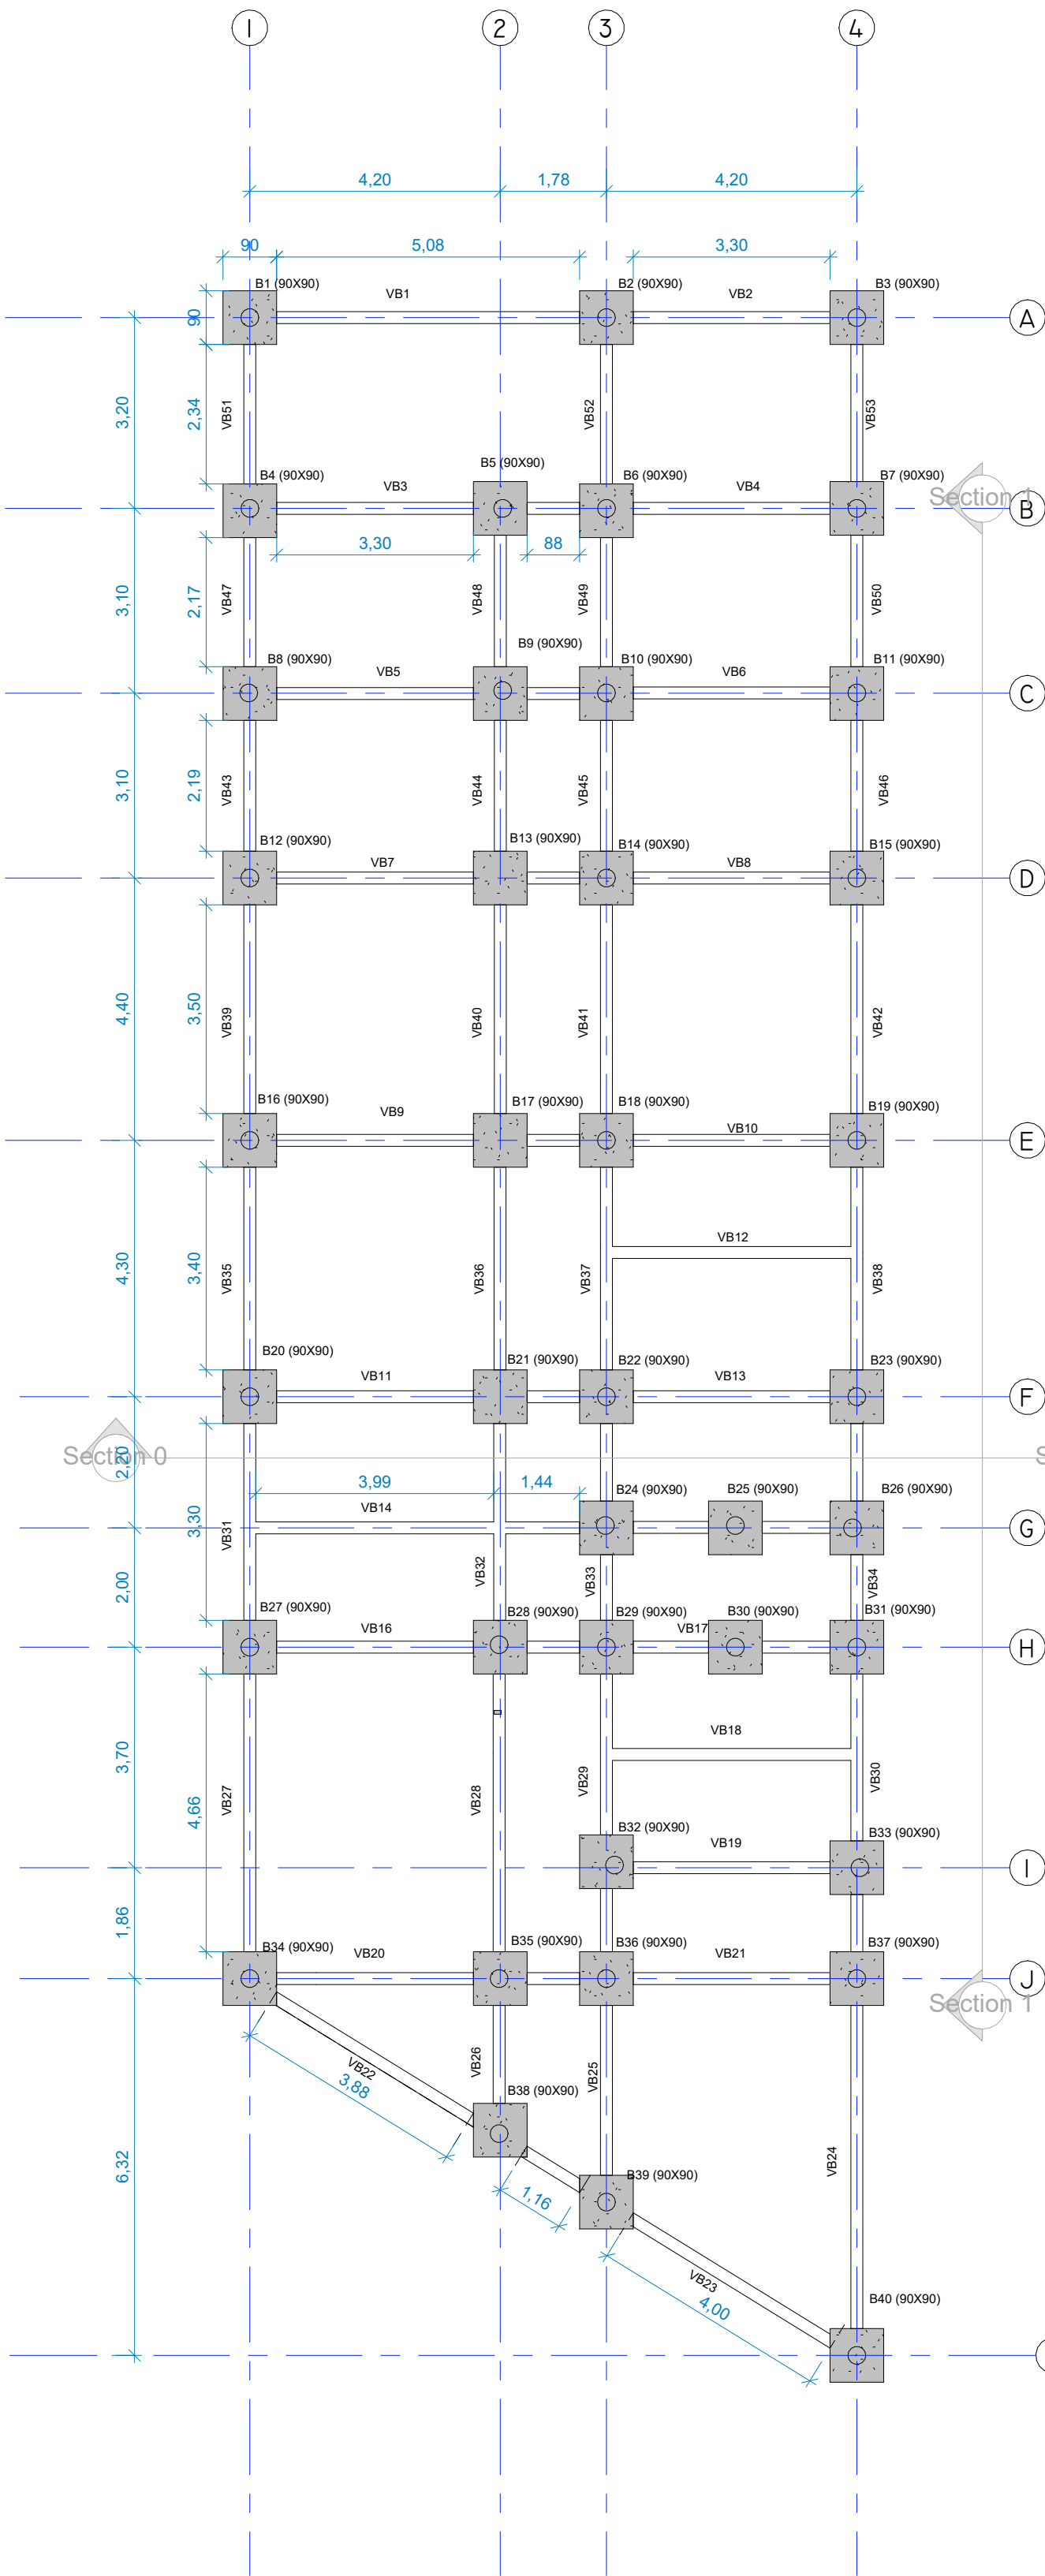 1 2 3 4
4,20 1,78 4,20
90 5,08 3,30
B1 (90X90) VB1 B2 (90X90) VB2 B3 (90X90)
90 A
3,20 2,34 VB51 VB52 VB53
B4 (90X90) VB3 B5 (90X90) B6 (90X90) VB4 B7 (90X90)
Section 1 B
3,30 88
3,10 2,17 VB47 VB48 VB49 VB50
B8 (90X90) VB5 B9 (90X90) B10 (90X90) VB6 B11 (90X90)
C
3,10 2,19 VB43 VB44 VB45 VB46
B12 (90X90) VB7 B13 (90X90) B14 (90X90) VB8 B15 (90X90)
D
4,40 3,50 VB39 VB40 VB41 VB42
B16 (90X90) VB9 B17 (90X90) B18 (90X90) VB10 B19 (90X90)
E
VB12
4,30 3,40 VB35 VB36 VB37 VB38
B20 (90X90) VB11 B21 (90X90) B22 (90X90) VB13 B23 (90X90)
F
Section 0 2,20 S
3,99 1,44
B24 (90X90) B25 (90X90) B26 (90X90)
3,30 VB31 VB14 G
2,00 VB32 VB33 VB34
B27 (90X90) VB16 B28 (90X90) B29 (90X90) VB17 B30 (90X90) B31 (90X90)
H
VB18
3,70 4,66 VB27 VB28 VB29 VB30
B32 (90X90) VB19 B33 (90X90)
I
1,86
B34 (90X90) VB20 B35 (90X90) B36 (90X90) VB21 B37 (90X90)
J
Section 1
VB22 VB26 VB25
3,88
B38 (90X90)
6,32 VB24
B39 (90X90)
1,16
VB23
4,00
B40 (90X90)